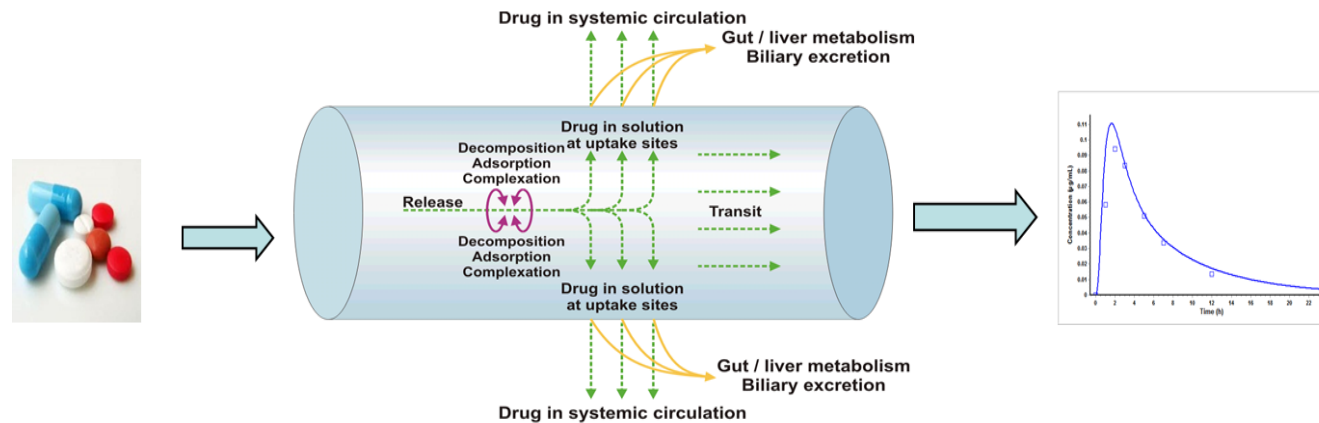 Drug in systemic circulation
Gut / liver metabolism
Biliary excretion
Drug in solution
at uptake sites
Decomposition
Adsorption
Complexation
Release
Transit
Decomposition
Adsorption
Complexation
Drug in solution
at uptake sites
Gut / liver metabolism
Biliary excretion
Drug in systemic circulation
Concentration (µg/mL)
0.11
0.1
0.09
0.08
0.07
0.06
0.05
0.04
0.03
0.02
0.01
0
0 2 4 6 8 10 12 14 16 18 20 22
Time (h)